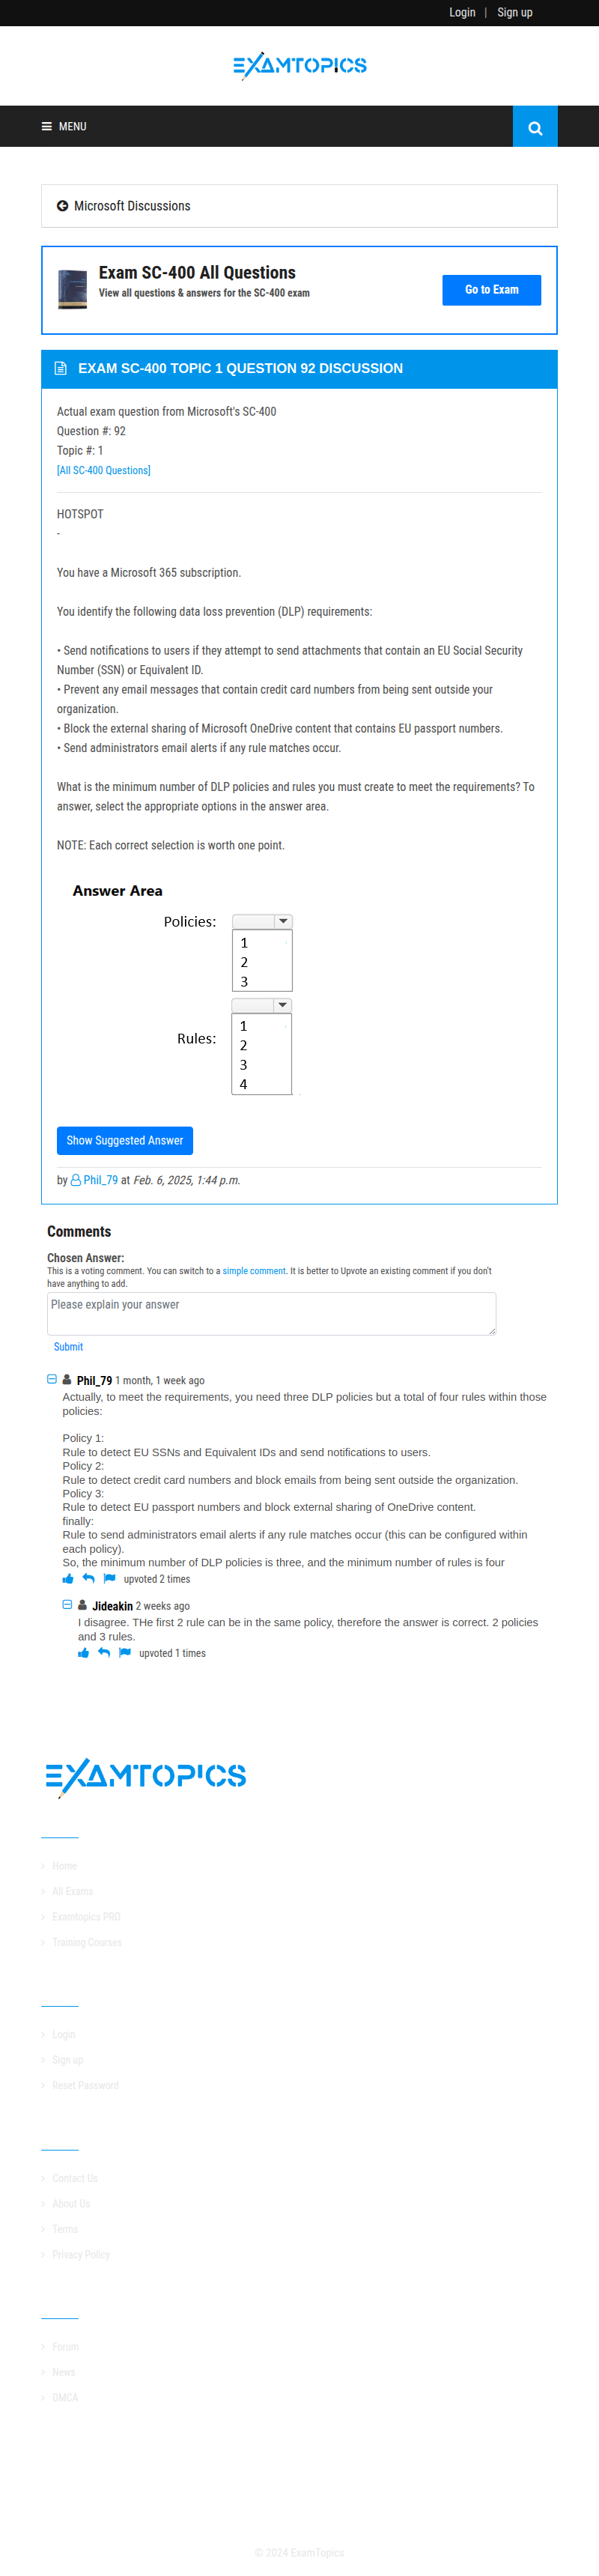 Login | Sign up
EXAMTOPICS
MENU
Microsoft Discussions
Exam SC-400 All Questions
View all questions & answers for the SC-400 exam
Go to Exam
EXAM SC-400 TOPIC 1 QUESTION 92 DISCUSSION
Actual exam question from Microsoft's SC-400
Question #: 92
Topic #: 1
[All SC-400 Questions]
HOTSPOT
-
You have a Microsoft 365 subscription.
You identify the following data loss prevention (DLP) requirements:
• Send notifications to users if they attempt to send attachments that contain an EU Social Security
Number (SSN) or Equivalent ID.
• Prevent any email messages that contain credit card numbers from being sent outside your
organization.
• Block the external sharing of Microsoft OneDrive content that contains EU passport numbers.
• Send administrators email alerts if any rule matches occur.
What is the minimum number of DLP policies and rules you must create to meet the requirements? To
answer, select the appropriate options in the answer area.
NOTE: Each correct selection is worth one point.
Answer Area
Policies:
1
2
3
Rules:
1
2
3
4
Show Suggested Answer
by Phil_79 at Feb. 6, 2025, 1:44 p.m.
Comments
Chosen Answer:
This is a voting comment. You can switch to a simple comment. It is better to Upvote an existing comment if you don't
have anything to add.
Please explain your answer
Submit
Phil_79 1 month, 1 week ago
Actually, to meet the requirements, you need three DLP policies but a total of four rules within those
policies:
Policy 1:
Rule to detect EU SSNs and Equivalent IDs and send notifications to users.
Policy 2:
Rule to detect credit card numbers and block emails from being sent outside the organization.
Policy 3:
Rule to detect EU passport numbers and block external sharing of OneDrive content.
finally:
Rule to send administrators email alerts if any rule matches occur (this can be configured within
each policy).
So, the minimum number of DLP policies is three, and the minimum number of rules is four
upvoted 2 times
Jideakin 2 weeks ago
I disagree. THe first 2 rule can be in the same policy, therefore the answer is correct. 2 policies
and 3 rules.
upvoted 1 times
EXAMTOPICS
Home
All Exams
Examtopics PRO
Training Courses
Login
Sign up
Reset Password
Contact Us
About Us
Terms
Privacy Policy
Forum
News
DMCA
© 2024 ExamTopics